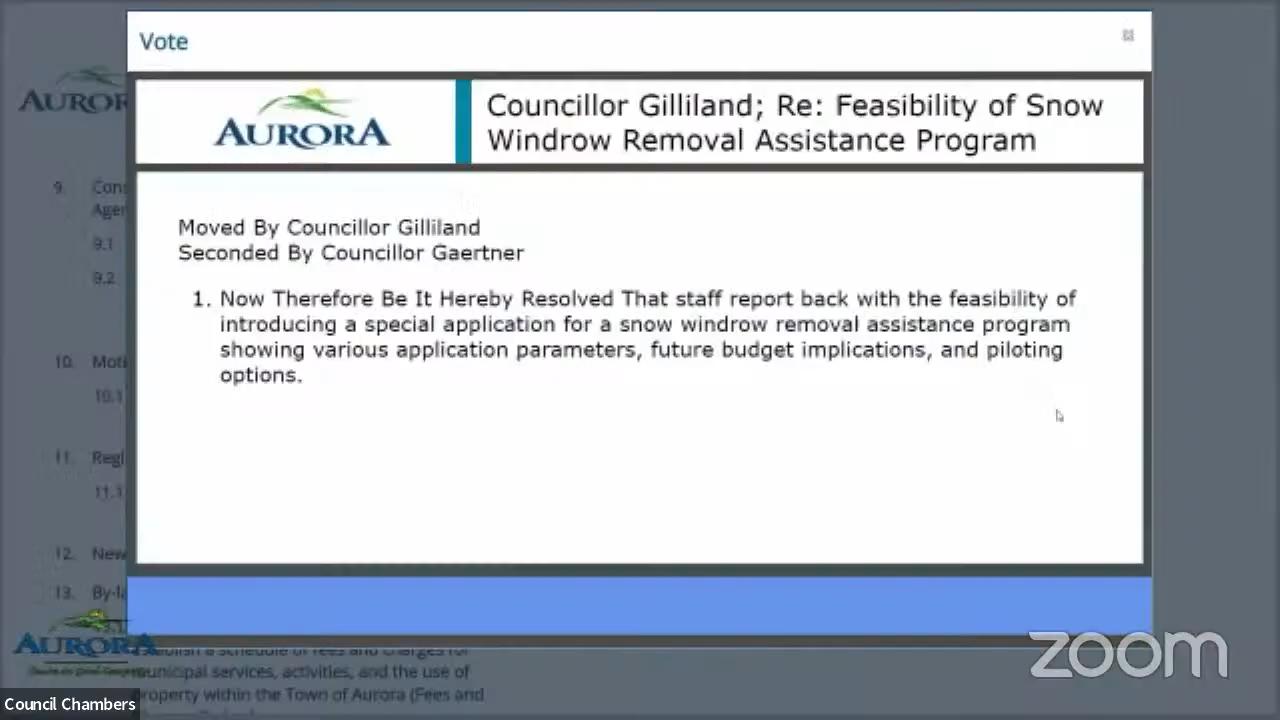 Vote
AURORA
Councillor Gilliland; Re: Feasibility of Snow
Windrow Removal Assistance Program
Moved By Councillor Gilliland
Seconded By Councillor Gaertner
1. Now Therefore Be It Hereby Resolved That staff report back with the feasibility of
introducing a special application for a snow windrow removal assistance program
showing various application parameters, future budget implications, and piloting
options.
9.
9.1
9.2
10.
10.1
11.
11.1
12. New
13.
AURORA
municipal services, activities, and the use of
property within the Town of Aurora (Fees and
zoom
Council Chambers